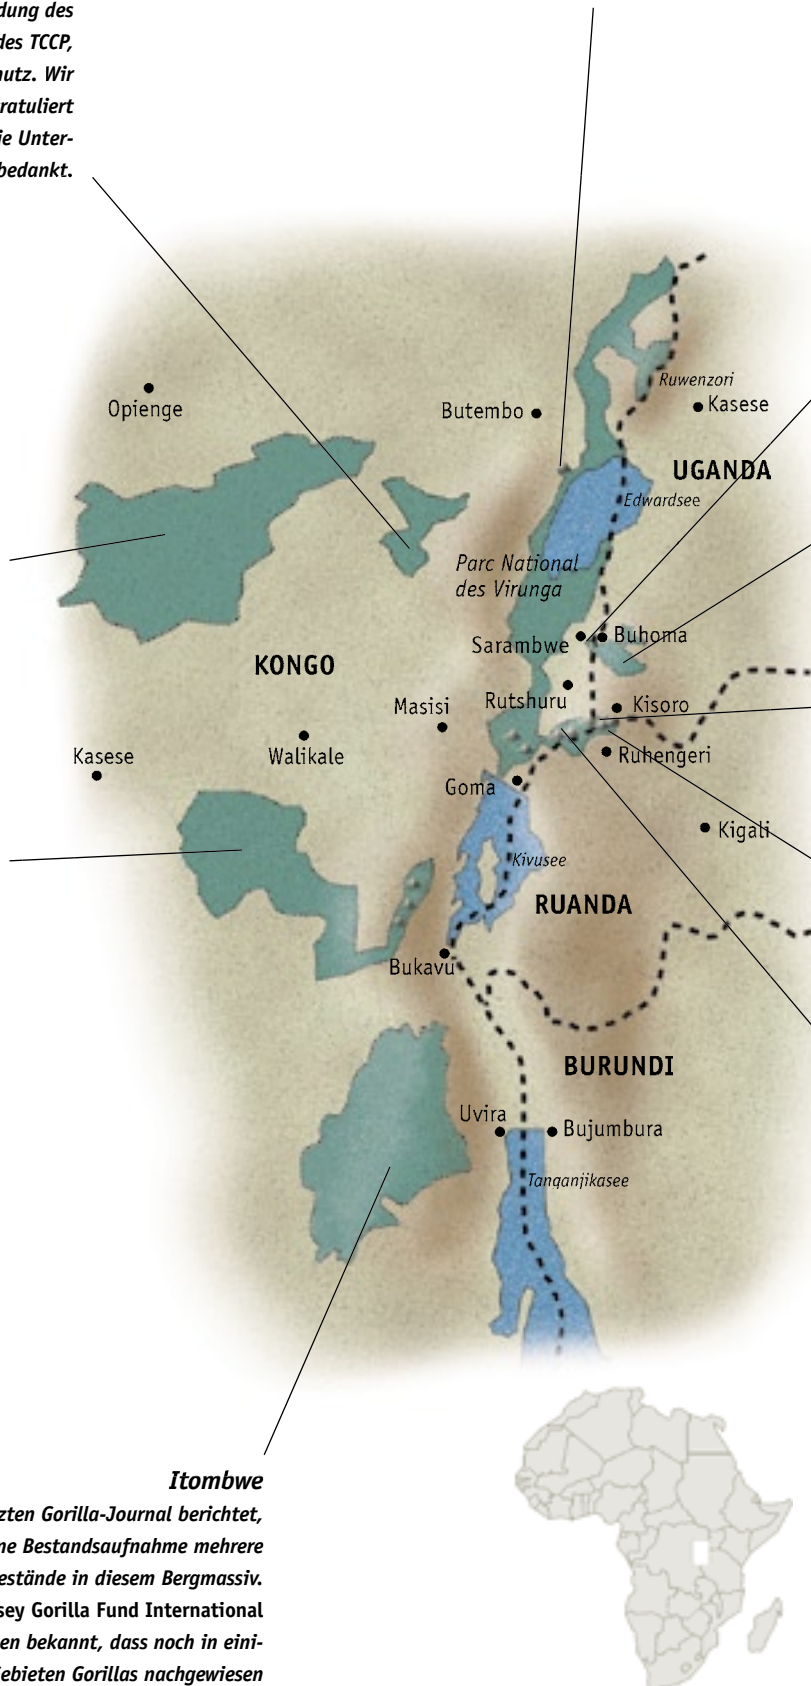 dung des
des TCCP,
nutz. Wir
ratuliert
ie Unter-
bedankt.
Ruwenzori
Opienge
Butembo
Kasese
UGANDA
Edwardsee
Parc National
des Virunga
Sarambwe
Buhoma
KONGO
Rutshuru
Kisoro
Masisi
Kasese
Walikale
Ruhengeri
Goma
Kigali
Kivusee
RUANDA
Bukavu
BURUNDI
Uvira
Bujumbura
Tanganjikasee
Itombwe
zten Gorilla-Journal berichtet,
ne Bestandsaufnahme mehrere
estände in diesem Bergmassiv.
sey Gorilla Fund International
en bekannt, dass noch in eini-
Gebieten Gorillas nachgewiesen